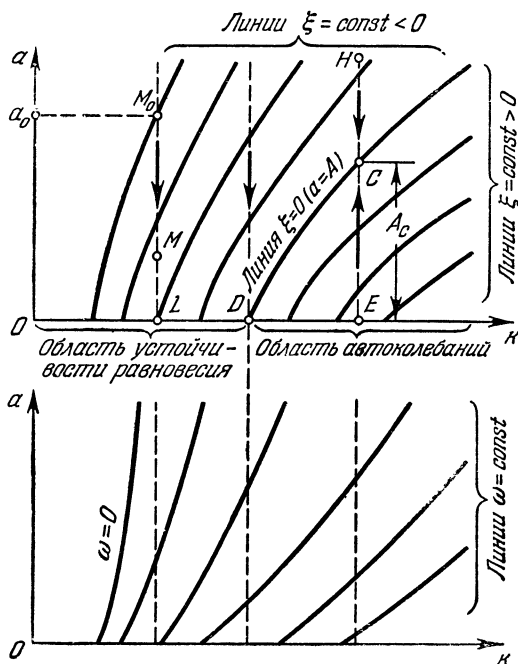 Линии ξ = const < 0
a
a₀
M₀
H
M
Линия ξ=0 (a=A)
C
A_c
Линии ξ = const > 0
0
L
D
E
к
Область устойчи-
вости равновесия
Область автоколебаний
a
ω=0
Линии ω = const
0
к